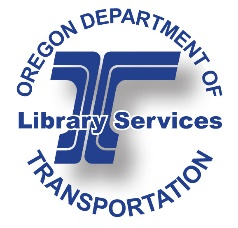 OREGON DEPARTMENT OF
Library Services
TRANSPORTATION